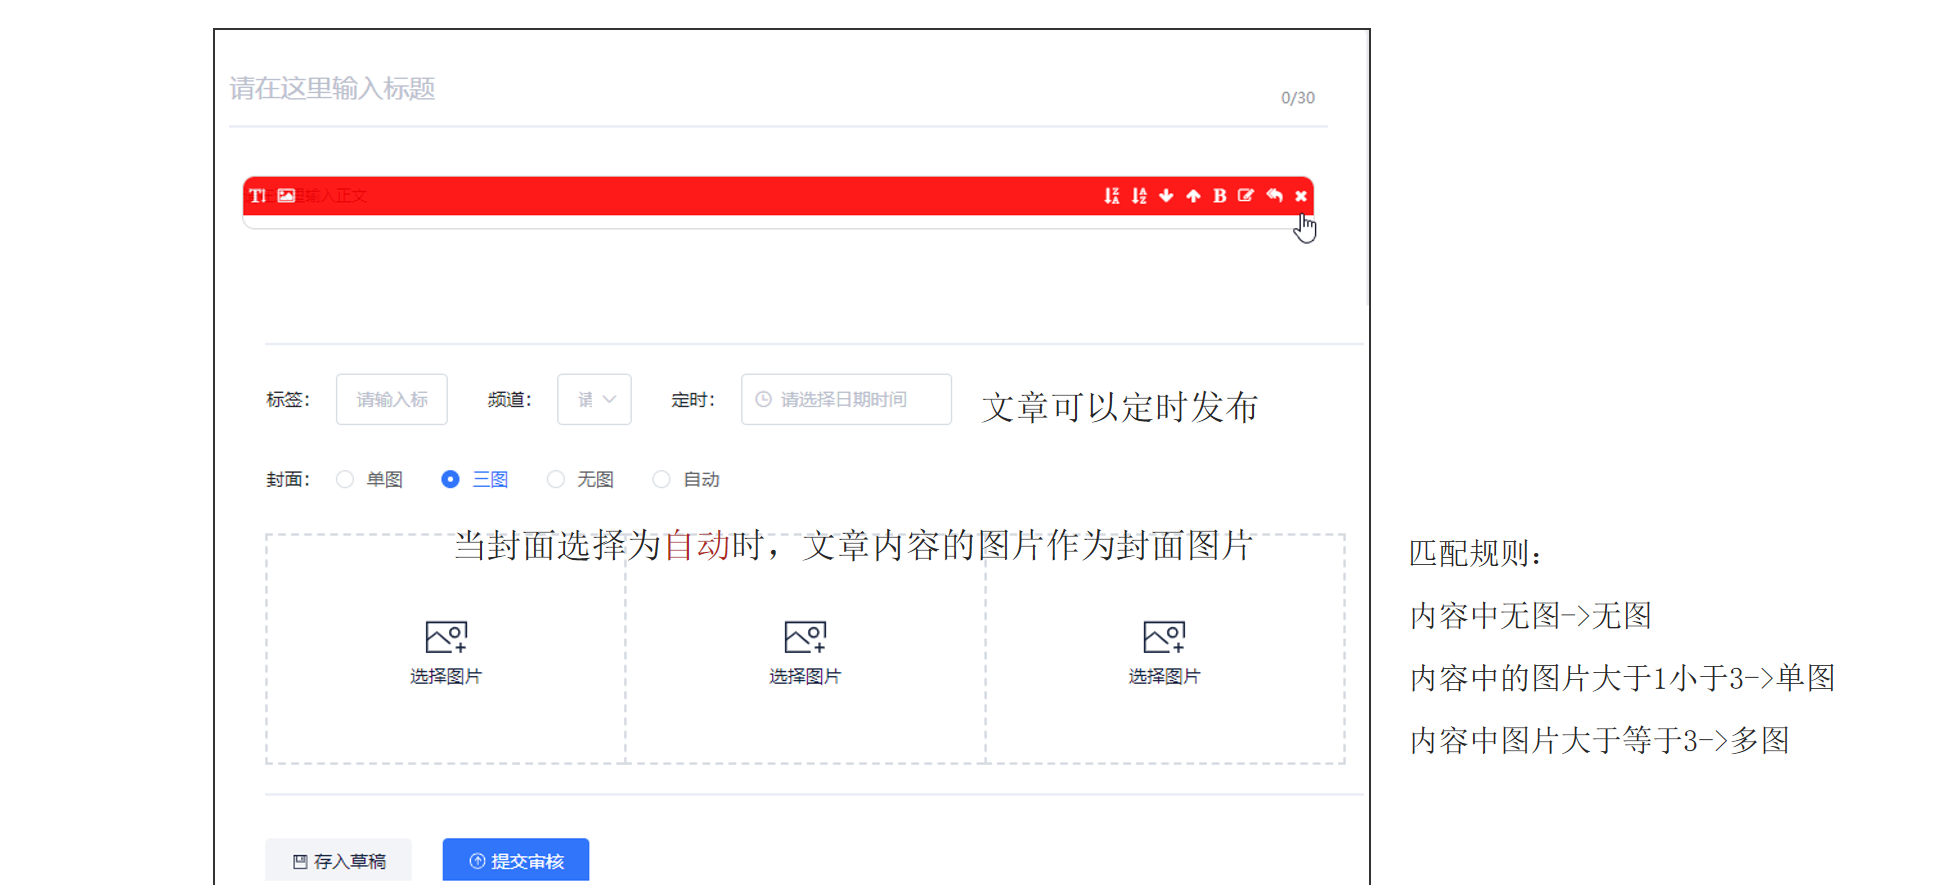 请在这里输入标题
0/30
输入正文
标签：
请输入标
频道：
请
定时：
请选择日期时间
文章可以定时发布
封面：
单图
三图
无图
自动
当封面选择为自动时，文章内容的图片作为封面图片
选择图片
选择图片
选择图片
匹配规则：
内容中无图->无图
内容中的图片大于1小于3->单图
内容中图片大于等于3->多图
存入草稿
提交审核